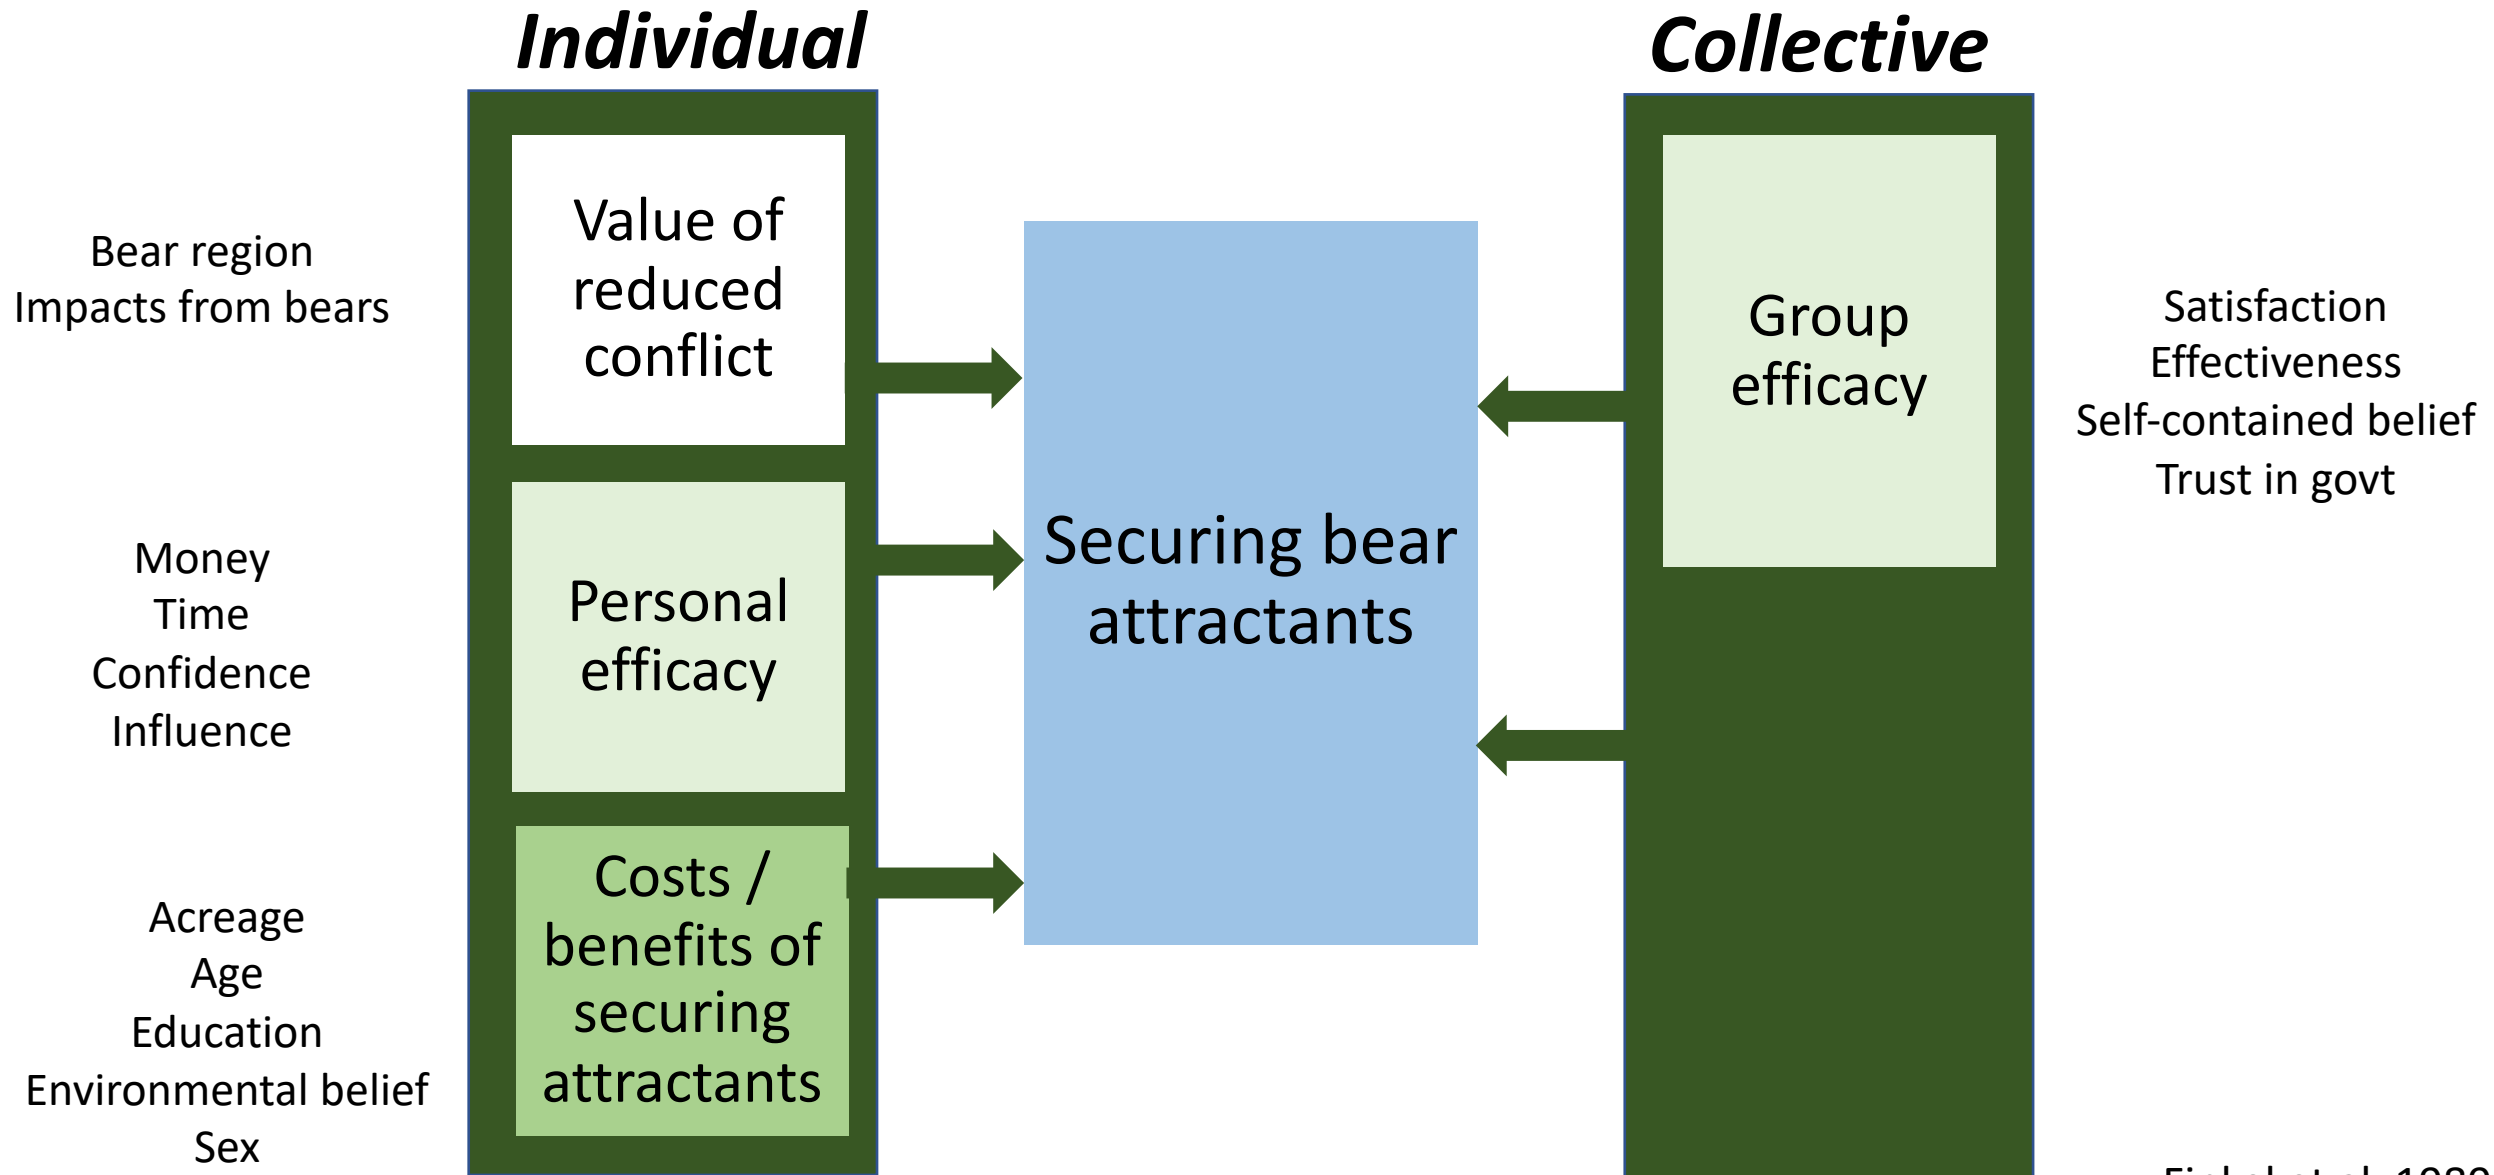 Individual
Collective
Bear region
Impacts from bears
Value of
reduced
conflict
Money
Time
Confidence
Influence
Personal
efficacy
Acreage
Age
Education
Environmental belief
Sex
Costs /
benefits of
securing
attractants
Securing bear
attractants
Group
efficacy
Satisfaction
Effectiveness
Self-contained belief
Trust in govt